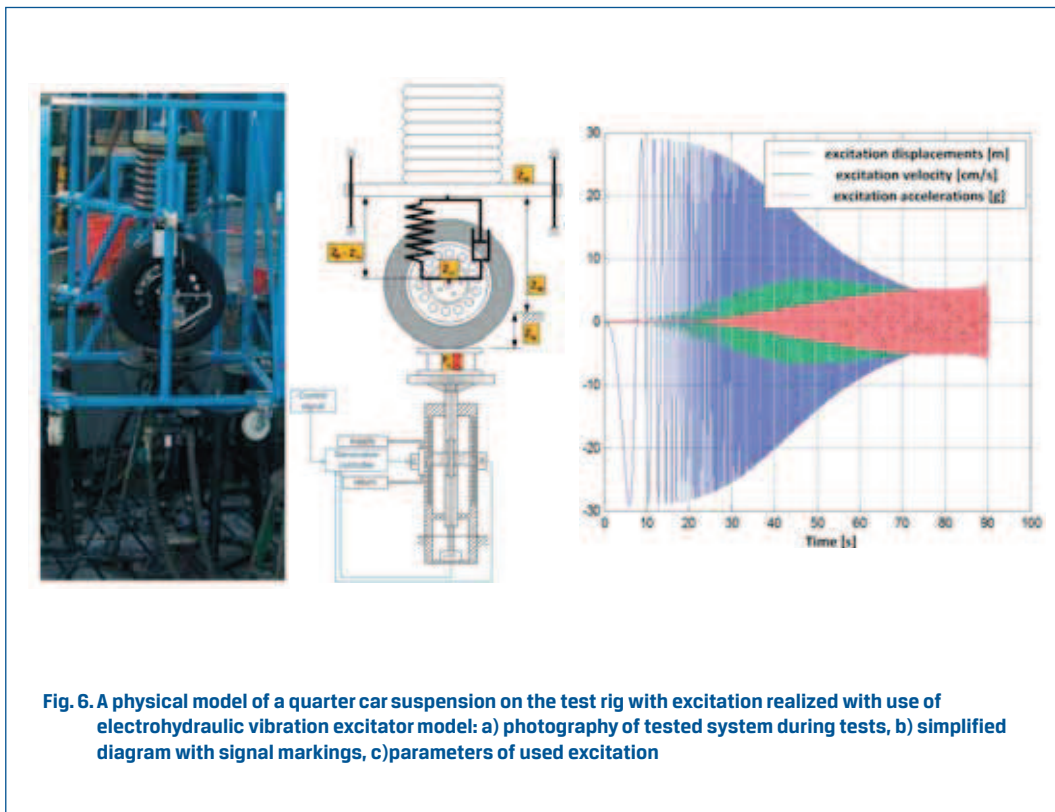 30
20
10
0
-10
-20
-30
0 10 20 30 40 50 60 70 80 90 100
excitation displacements [m]
excitation velocity [cm/s]
excitation accelerations [g]
Time [s]
Control
signal
supply
controller
return
Fig. 6. A physical model of a quarter car suspension on the test rig with excitation realized with use of
electrohydraulic vibration excitator model: a) photography of tested system during tests, b) simplified
diagram with signal markings, c)parameters of used excitation